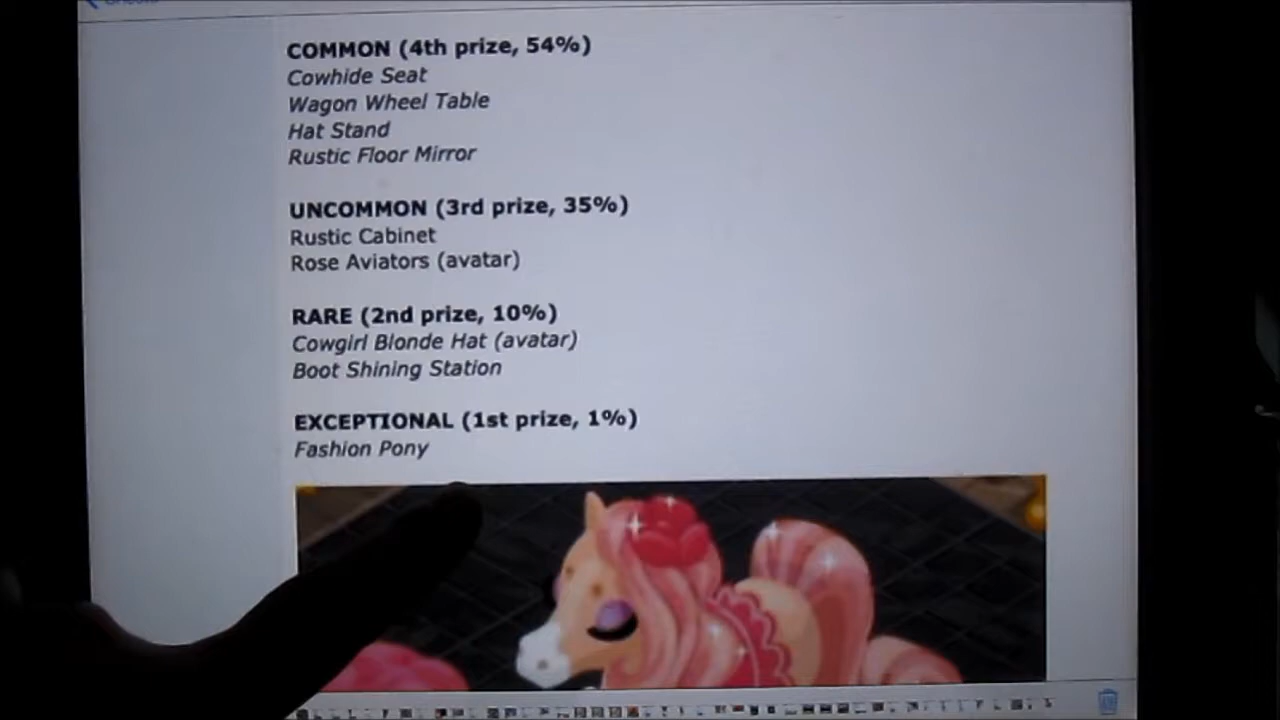 COMMON (4th prize, 54%)
Cowhide Seat
Wagon Wheel Table
Hat Stand
Rustic Floor Mirror
UNCOMMON (3rd prize, 35%)
Rustic Cabinet
Rose Aviators (avatar)
RARE (2nd prize, 10%)
Cowgirl Blonde Hat (avatar)
Boot Shining Station
EXCEPTIONAL (1st prize, 1%)
Fashion Pony